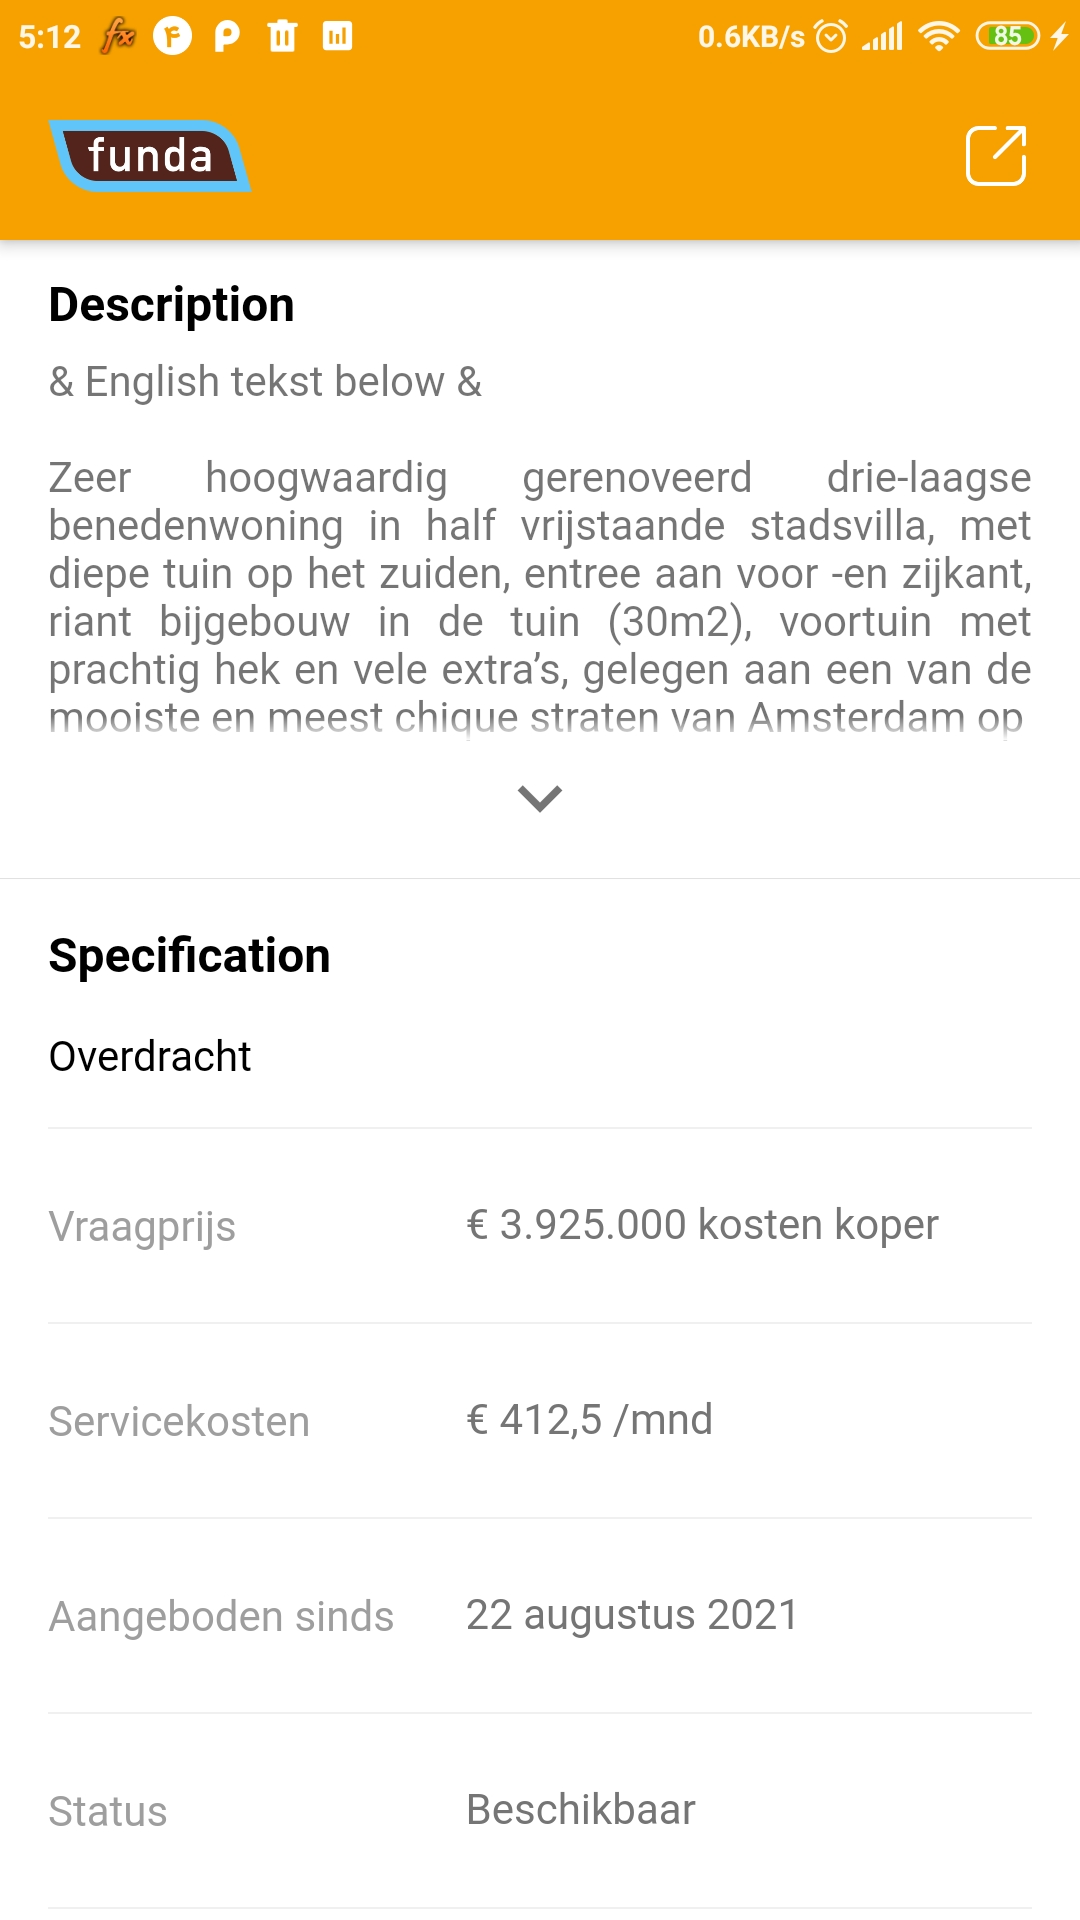 5:12
0.6KB/s
85
funda
Description
& English tekst below &
Zeer hoogwaardig gerenoveerd drie-laagse
benedenwoning in half vrijstaande stadsvilla, met
diepe tuin op het zuiden, entree aan voor -en zijkant,
riant bijgebouw in de tuin (30m2), voortuin met
prachtig hek en vele extra’s, gelegen aan een van de
mooiste en meest chique straten van Amsterdam op
Specification
Overdracht
Vraagprijs € 3.925.000 kosten koper
Servicekosten € 412,5 /mnd
Aangeboden sinds 22 augustus 2021
Status Beschikbaar